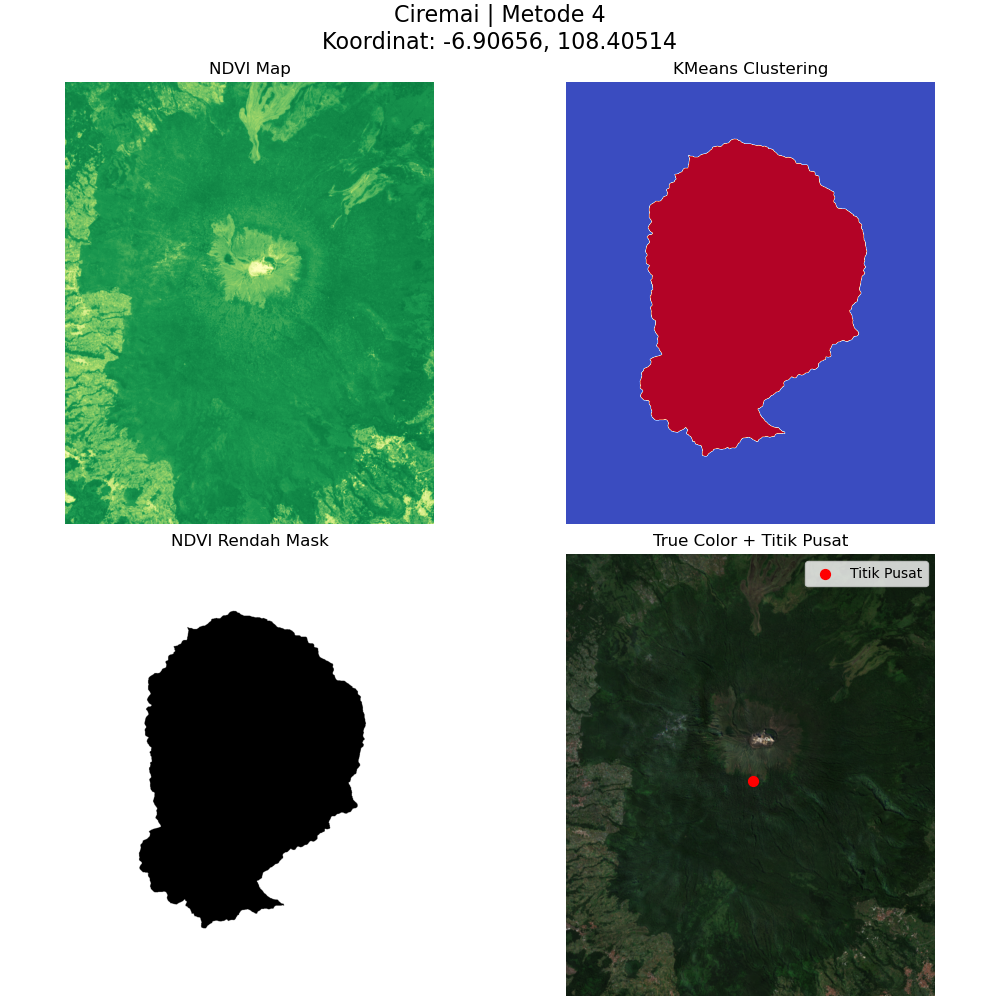 Ciremai | Metode 4
Koordinat: -6.90656, 108.40514
NDVI Map
KMeans Clustering
NDVI Rendah Mask
True Color + Titik Pusat
Titik Pusat